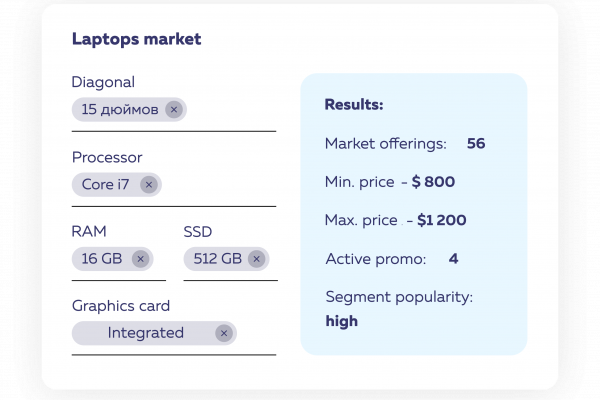 Laptops market
Diagonal
15 дюймов ×
Processor
Core i7 ×
RAM
16 GB ×
SSD
512 GB ×
Graphics card
Integrated ×
Results:
Market offerings: 56
Min. price - $ 800
Max. price - $1 200
Active promo: 4
Segment popularity:
high